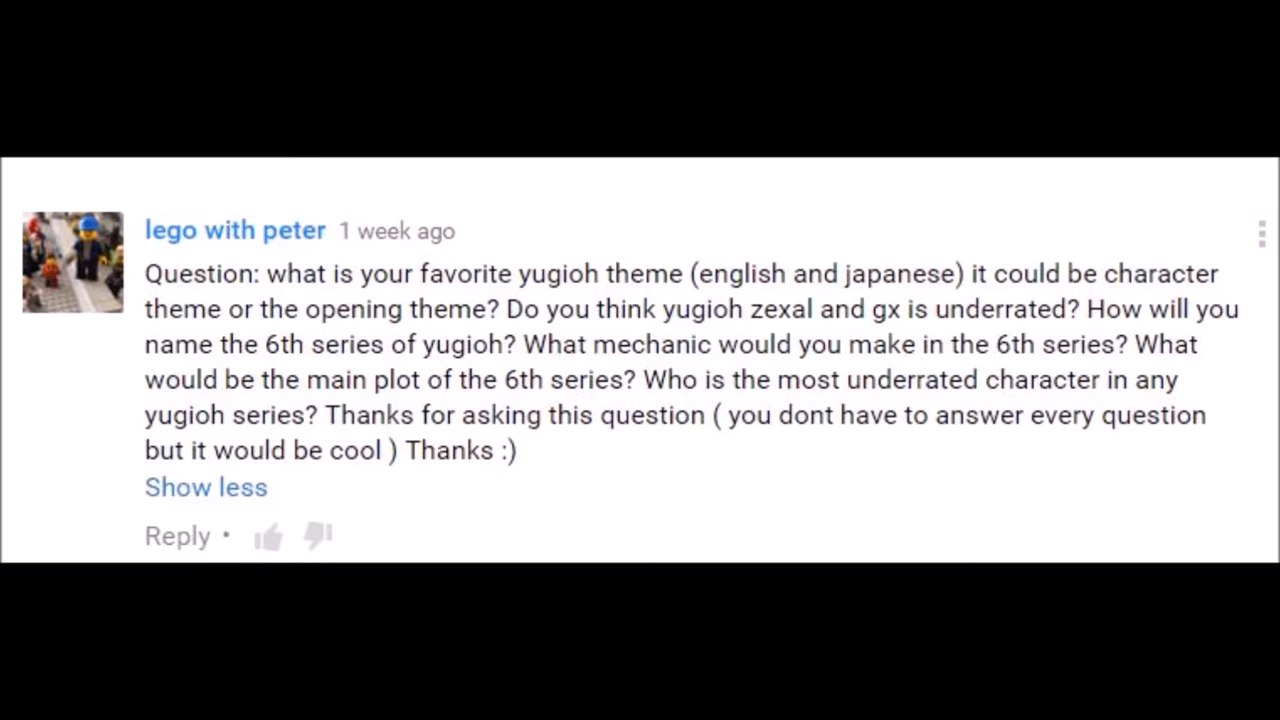 lego with peter 1 week ago
Question: what is your favorite yugioh theme (english and japanese) it could be character
theme or the opening theme? Do you think yugioh zexal and gx is underrated? How will you
name the 6th series of yugioh? What mechanic would you make in the 6th series? What
would be the main plot of the 6th series? Who is the most underrated character in any
yugioh series? Thanks for asking this question ( you dont have to answer every question
but it would be cool ) Thanks :)
Show less
Reply •